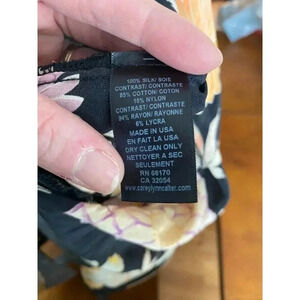 100% SILK/ SOIE
CONTRAST/ CONTRASTE
85% COTTON/ COTON
15% NYLON
CONTRAST/ CONTRASTE
94% RAYON/ RAYONNE
6% LYCRA
MADE IN USA
EN FAIT LA USA
DRY CLEAN ONLY
NETTOYER A SEC
SEULEMENT
RN 68170
CA 32054
www.careylynncalter.com